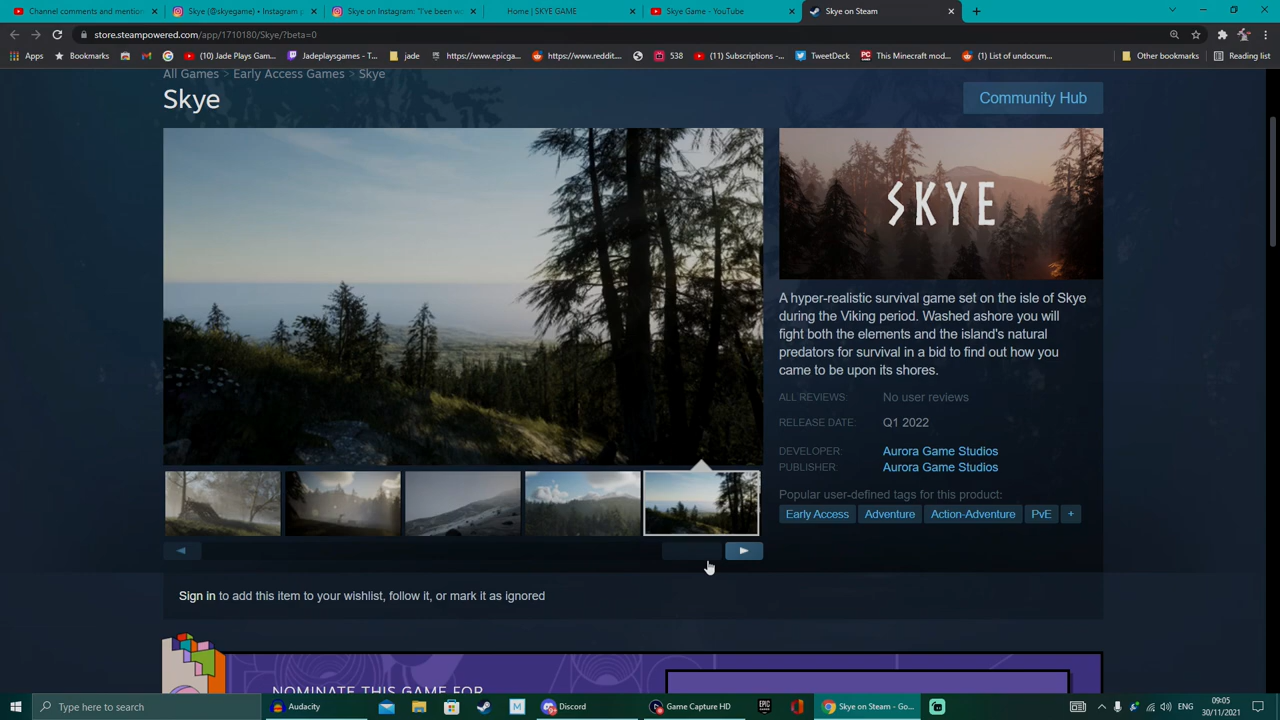 Channel comments and mention
Skye (@skyegame) • Instagram p
Skye on Instagram: "I've been w
Home | SKYE GAME
Skye Game - YouTube
Skye on Steam
store.steampowered.com/app/1710180/Skye/?beta=0
Apps
Bookmarks
(10) Jade Plays Gam...
Jadeplaysgames - T...
jade
https://www.epicga...
https://www.reddit....
538
(11) Subscriptions -...
TweetDeck
This Minecraft mod...
(1) List of undocum...
Other bookmarks
Reading list
All Games > Early Access Games > Skye
Skye
Community Hub
SKYE
A hyper-realistic survival game set on the isle of Skye
during the Viking period. Washed ashore you will
fight both the elements and the island's natural
predators for survival in a bid to find out how you
came to be upon its shores.
ALL REVIEWS: No user reviews
RELEASE DATE: Q1 2022
DEVELOPER: Aurora Game Studios
PUBLISHER: Aurora Game Studios
Popular user-defined tags for this product:
Early Access Adventure Action-Adventure PvE +
Sign in to add this item to your wishlist, follow it, or mark it as ignored
NOMINATE THIS GAME FOR
Type here to search
Audacity
Discord
Game Capture HD
EPIC
Skye on Steam - Go...
09:05
30/11/2021